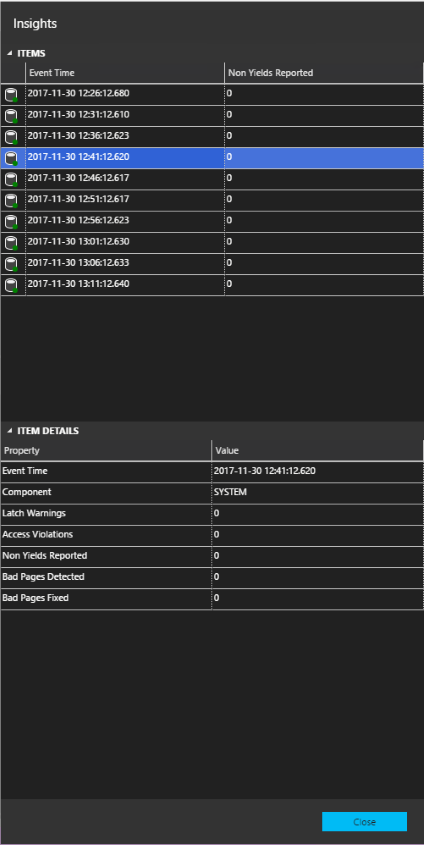 Insights
ITEMS
Event Time Non Yields Reported
2017-11-30 12:26:12.680 0
2017-11-30 12:31:12.610 0
2017-11-30 12:36:12.623 0
2017-11-30 12:41:12.620 0
2017-11-30 12:46:12.617 0
2017-11-30 12:51:12.617 0
2017-11-30 12:56:12.623 0
2017-11-30 13:01:12.630 0
2017-11-30 13:06:12.633 0
2017-11-30 13:11:12.640 0
ITEM DETAILS
Property Value
Event Time 2017-11-30 12:41:12.620
Component SYSTEM
Latch Warnings 0
Access Violations 0
Non Yields Reported 0
Bad Pages Detected 0
Bad Pages Fixed 0
Close